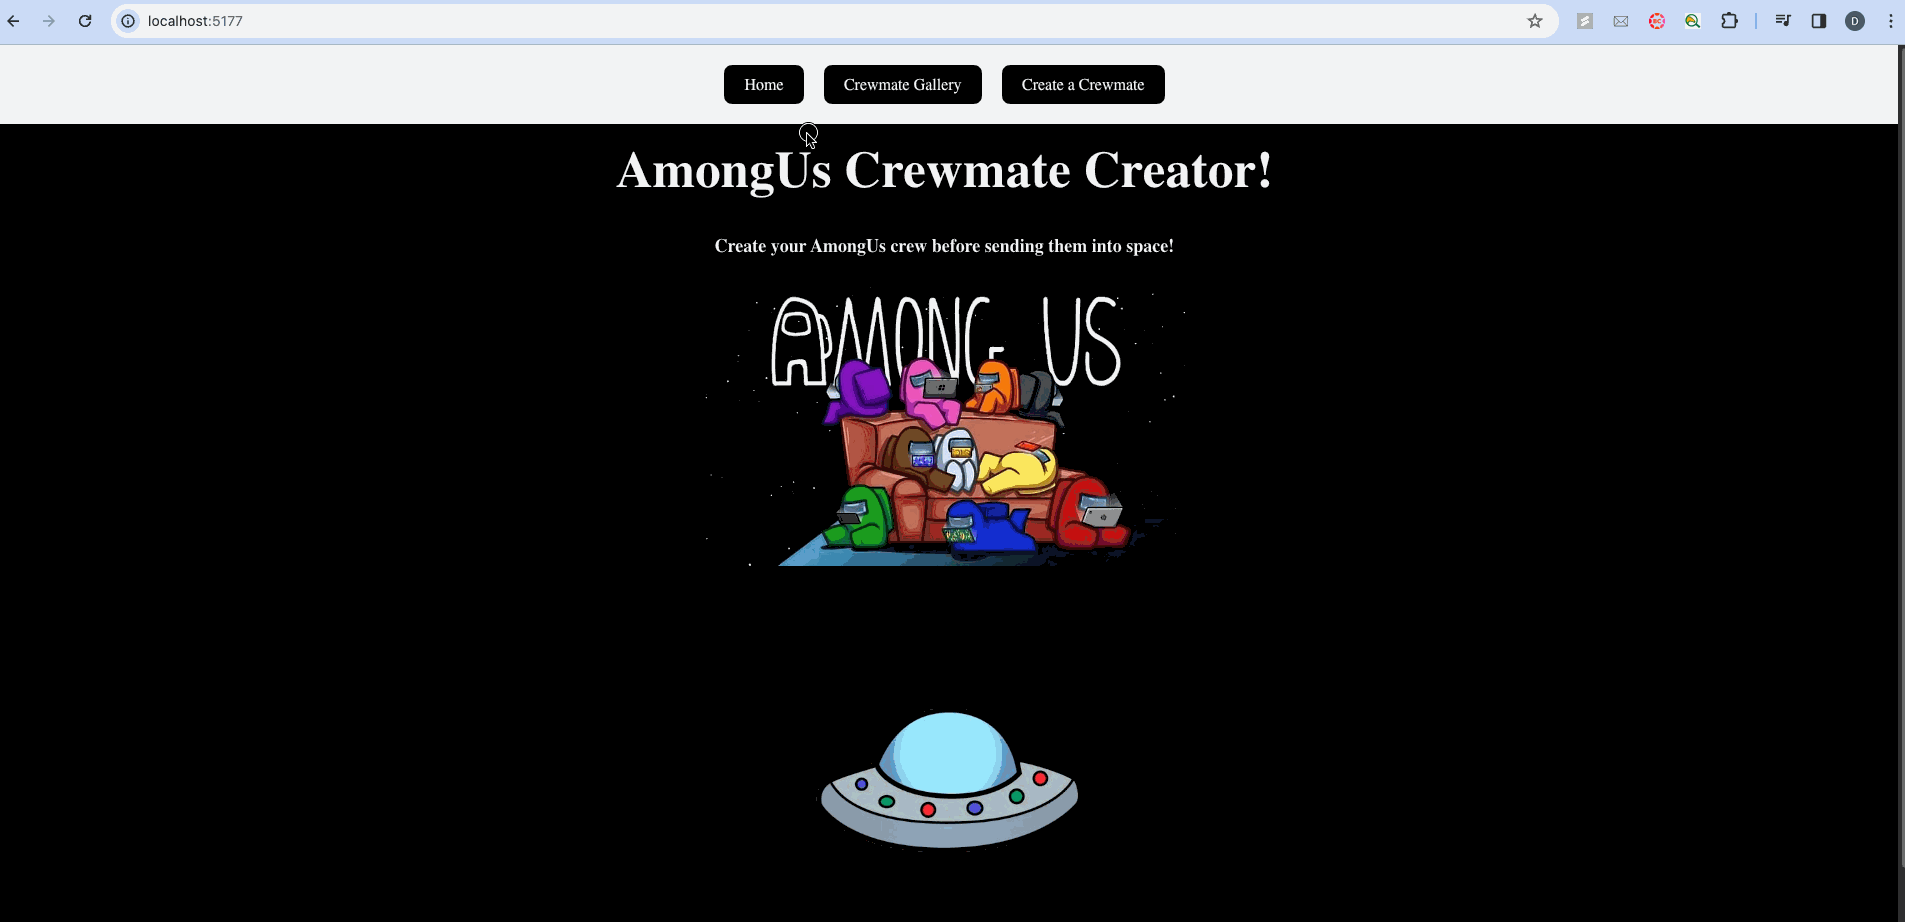 localhost:5177
D
Home
Crewmate Gallery
Create a Crewmate
AmongUs Crewmate Creator!
Create your AmongUs crew before sending them into space!
AMONG US